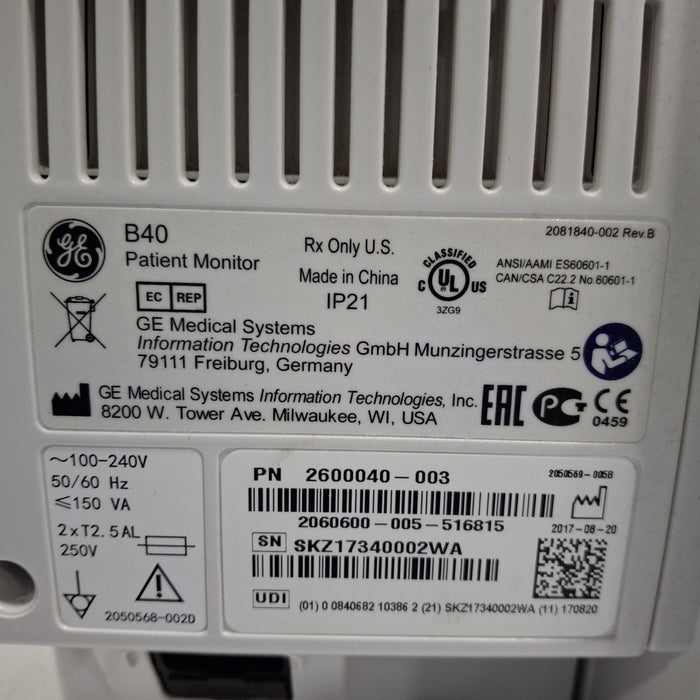 GE
B40
Patient Monitor
Rx Only U.S.
Made in China
IP21
2081840-002 Rev.B
CLASSIFIED
C UL US
3ZG9
ANSI/AAMI ES60601-1
CAN/CSA C22.2 No.60601-1
EC REP
GE Medical Systems
Information Technologies GmbH Munzingerstrasse 5
79111 Freiburg, Germany
GE Medical Systems Information Technologies, Inc.
8200 W. Tower Ave. Milwaukee, WI, USA
EAC
PG
CE
0459
~100-240V
50/60 Hz
≤150 VA
2xT2.5AL
250V
2050568-002D
PN 2600040-003
2050569-005B
2060600-005-516815
2017-08-20
SN SKZ17340002WA
UDI (01) 0 0840682 10386 2 (21) SKZ17340002WA (11) 170820